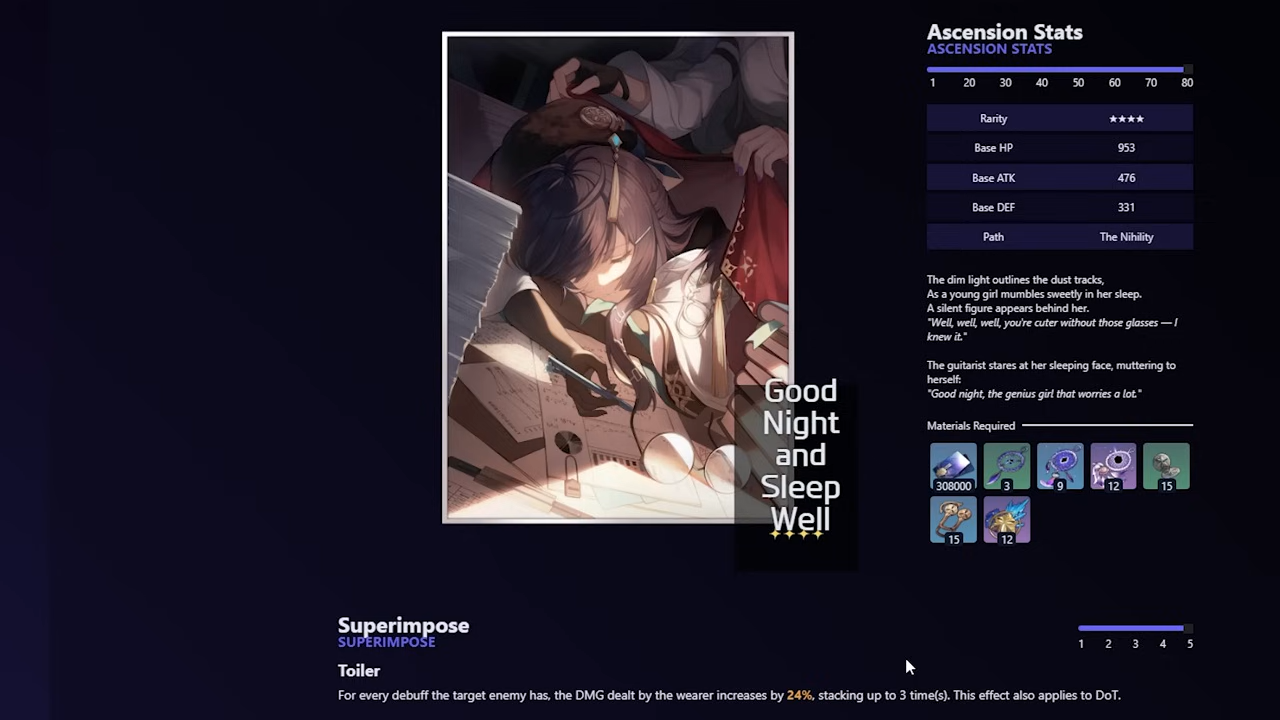 Good
Night
and
Sleep
Well
Ascension Stats
ASCENSION STATS
1 20 30 40 50 60 70 80
Rarity ★★★★
Base HP 953
Base ATK 476
Base DEF 331
Path The Nihility
The dim light outlines the dust tracks,
As a young girl mumbles sweetly in her sleep.
A silent figure appears behind her.
"Well, well, well, you're cuter without those glasses — I
knew it."
The guitarist stares at her sleeping face, muttering to
herself:
"Good night, the genius girl that worries a lot."
Materials Required
308000 3 9 12 15
15 12
Superimpose
SUPERIMPOSE
1 2 3 4 5
Toiler
For every debuff the target enemy has, the DMG dealt by the wearer increases by 24%, stacking up to 3 time(s). This effect also applies to DoT.